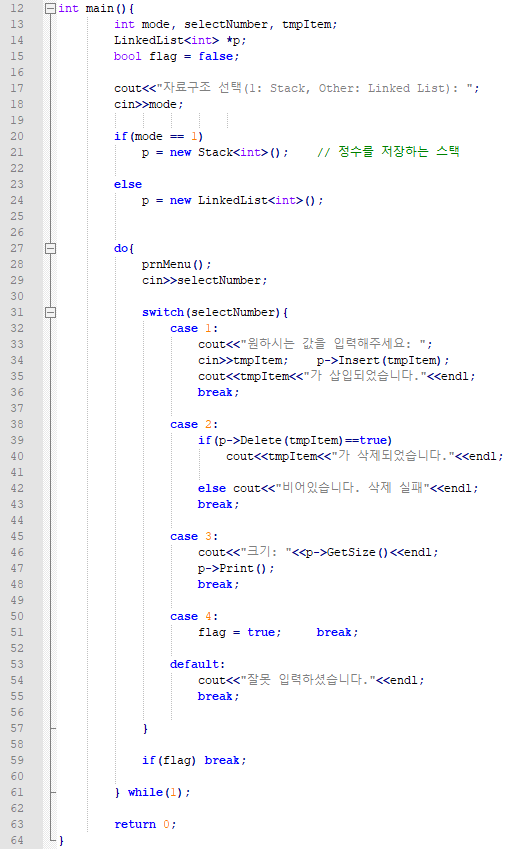 12 int main(){
13 int mode, selectNumber, tmpItem;
14 LinkedList<int> *p;
15 bool flag = false;
16
17 cout<<"자료구조 선택(1: Stack, Other: Linked List): ";
18 cin>>mode;
19
20 if(mode == 1)
21 p = new Stack<int>(); // 정수를 저장하는 스택
22
23 else
24 p = new LinkedList<int>();
25
26
27 do{
28 prnMenu();
29 cin>>selectNumber;
30
31 switch(selectNumber){
32 case 1:
33 cout<<"원하시는 값을 입력해주세요: ";
34 cin>>tmpItem; p->Insert(tmpItem);
35 cout<<tmpItem<<"가 삽입되었습니다."<<endl;
36 break;
37
38 case 2:
39 if(p->Delete(tmpItem)==true)
40 cout<<tmpItem<<"가 삭제되었습니다."<<endl;
41
42 else cout<<"비어있습니다. 삭제 실패"<<endl;
43 break;
44
45 case 3:
46 cout<<"크기: "<<p->GetSize()<<endl;
47 p->Print();
48 break;
49
50 case 4:
51 flag = true; break;
52
53 default:
54 cout<<"잘못 입력하셨습니다."<<endl;
55 break;
56
57 }
58
59 if(flag) break;
60
61 } while(1);
62
63 return 0;
64 }